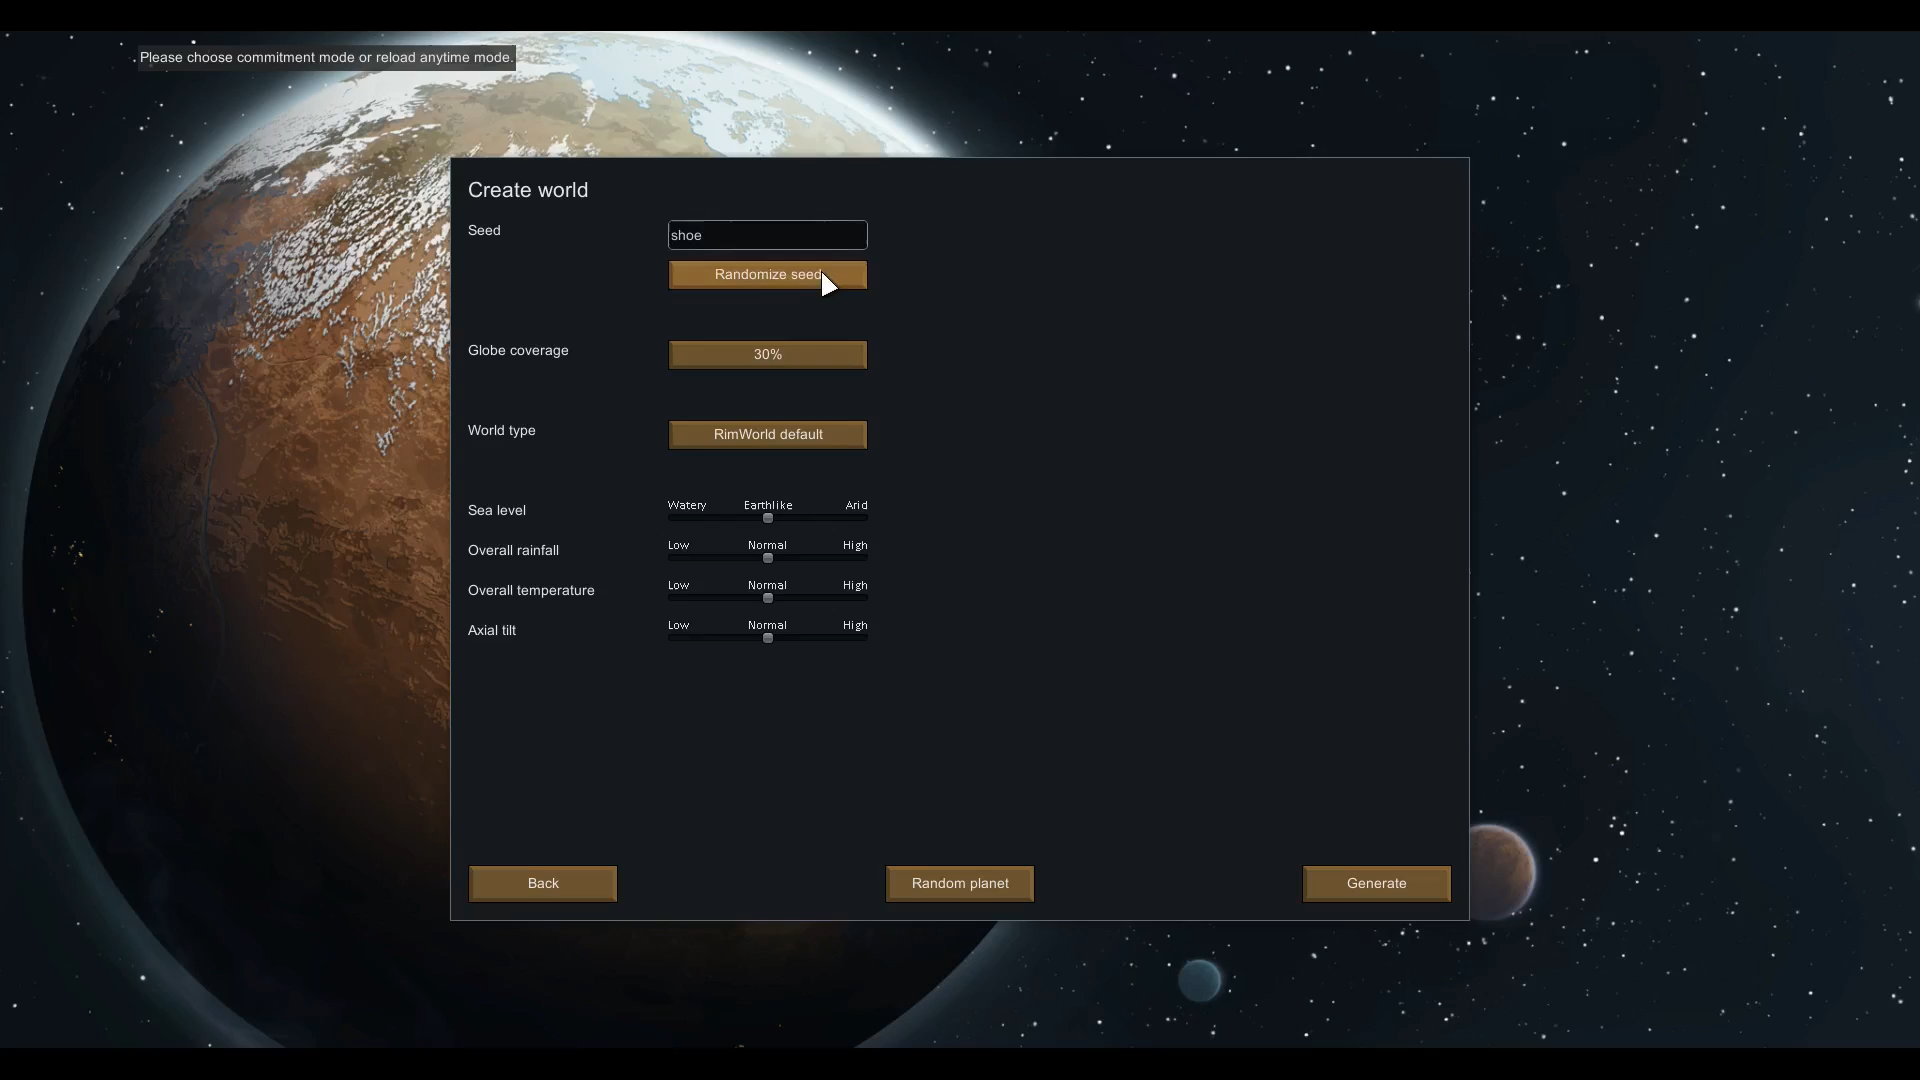 Please choose commitment mode or reload anytime mode.
Create world
Seed
shoe
Randomize seed
Globe coverage
30%
World type
RimWorld default
Sea level
Watery Earthlike Arid
Overall rainfall
Low Normal High
Overall temperature
Low Normal High
Axial tilt
Low Normal High
Back
Random planet
Generate